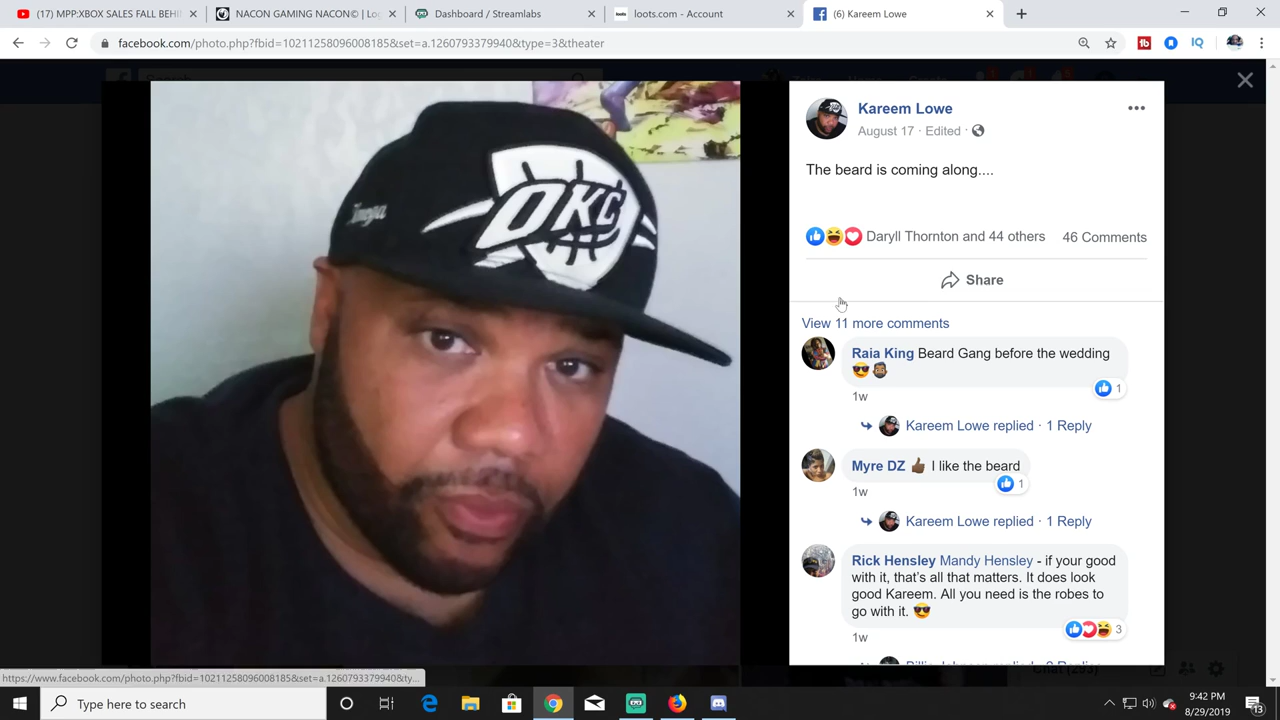 MPP:XBOX SALES FALL BEHI
NACON GAMING NACON© | Lo
Dashboard / Streamlabs
loots
loots.com - Account
(6) Kareem Lowe
facebook.com/photo.php?fbid=10211258096008185&set=a.1260793379940&type=3&theater
OKC
Kareem Lowe
August 17 · Edited ·
The beard is coming along....
Daryll Thornton and 44 others
46 Comments
Share
View 11 more comments
Raia King Beard Gang before the wedding
1
1w
Kareem Lowe replied · 1 Reply
Myre DZ I like the beard
1
1w
Kareem Lowe replied · 1 Reply
Rick Hensley Mandy Hensley - if your good
with it, that's all that matters. It does look
good Kareem. All you need is the robes to
go with it.
3
1w
https://www.facebook.com/photo.php?fbid=10211258096008185&set=a.1260793379940&ty...
Type here to search
9:42 PM
8/29/2019
13